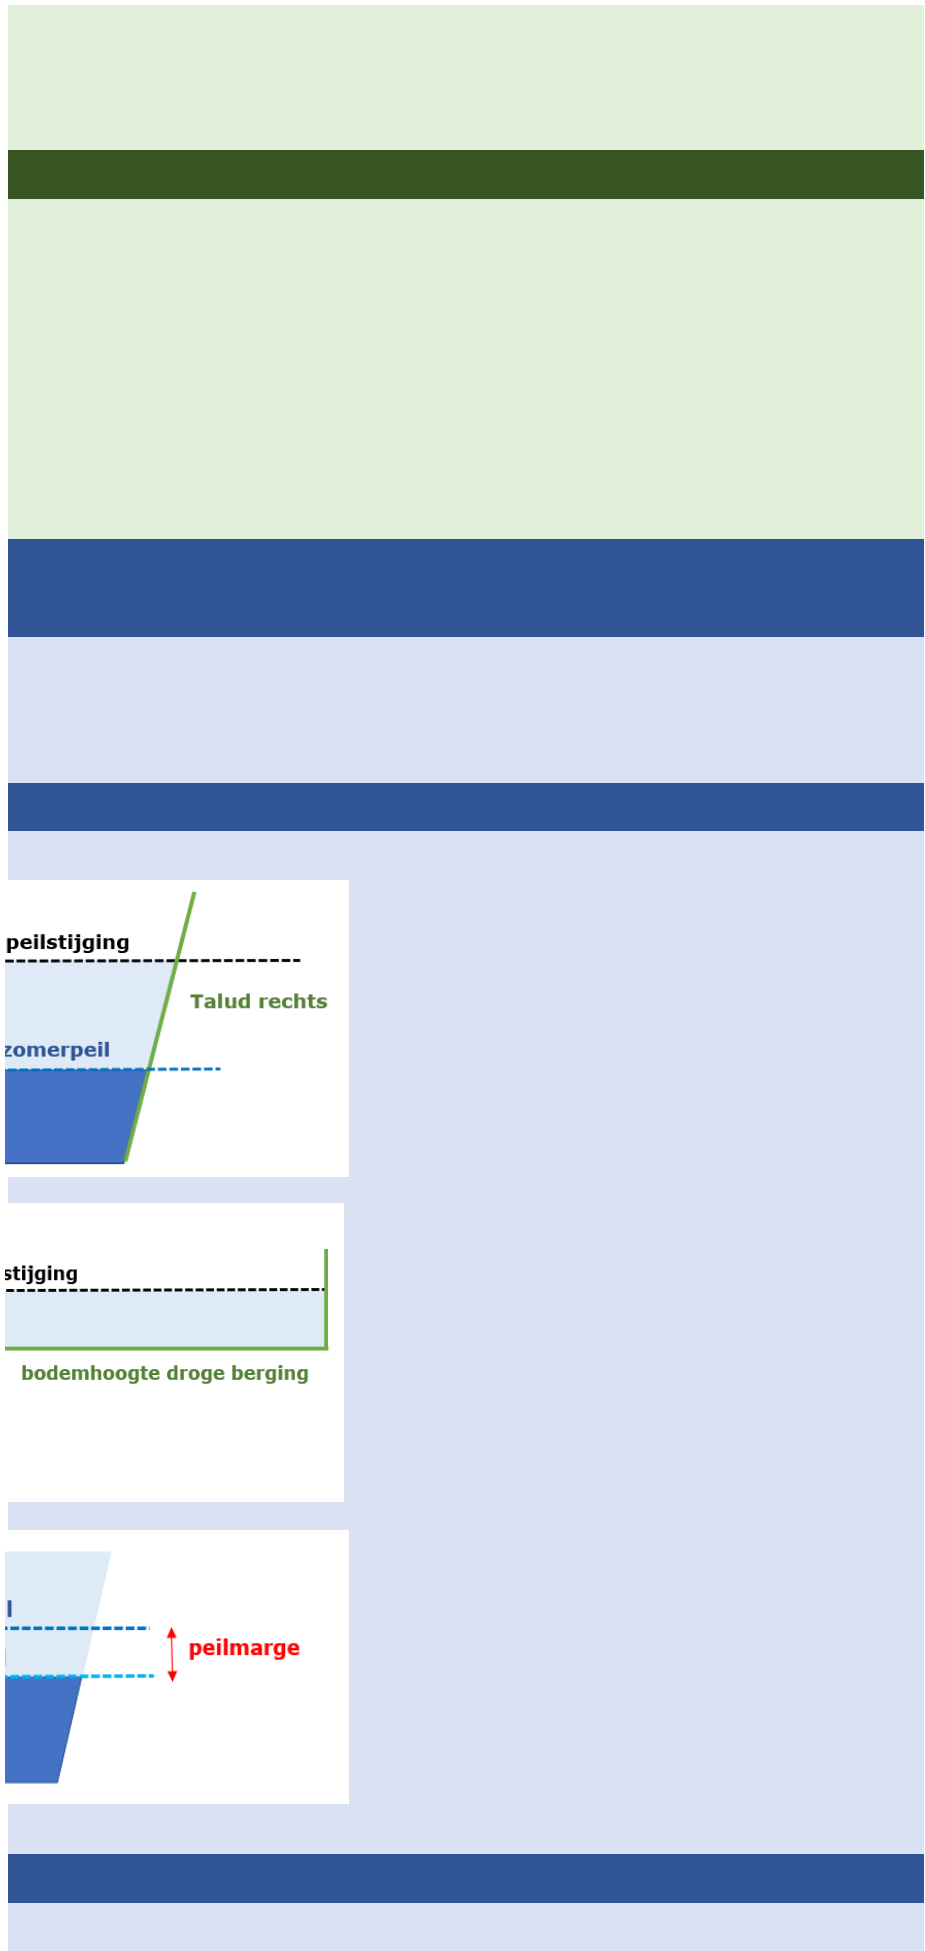 peilstijging
Talud rechts
zomerpeil
stijging
bodemhoogte droge berging
l
peilmarge